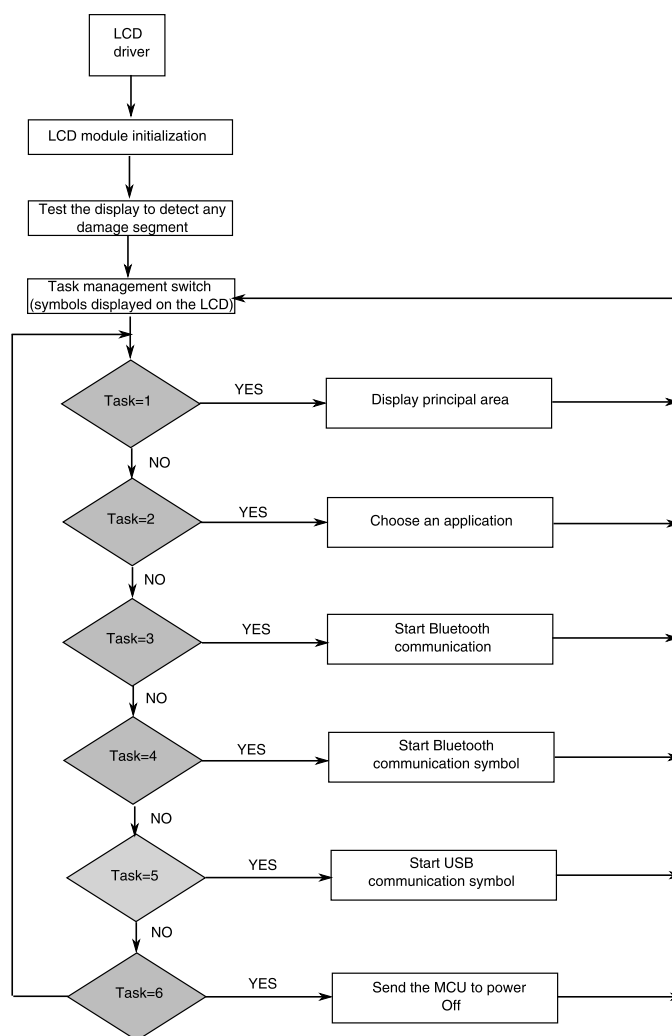 LCD
driver
LCD module initialization
Test the display to detect any
damage segment
Task management switch
(symbols displayed on the LCD)
Task=1
YES
Display principal area
NO
Task=2
YES
Choose an application
NO
Task=3
YES
Start Bluetooth
communication
NO
Task=4
YES
Start Bluetooth
communication symbol
NO
Task=5
YES
Start USB
communication symbol
NO
Task=6
YES
Send the MCU to power
Off